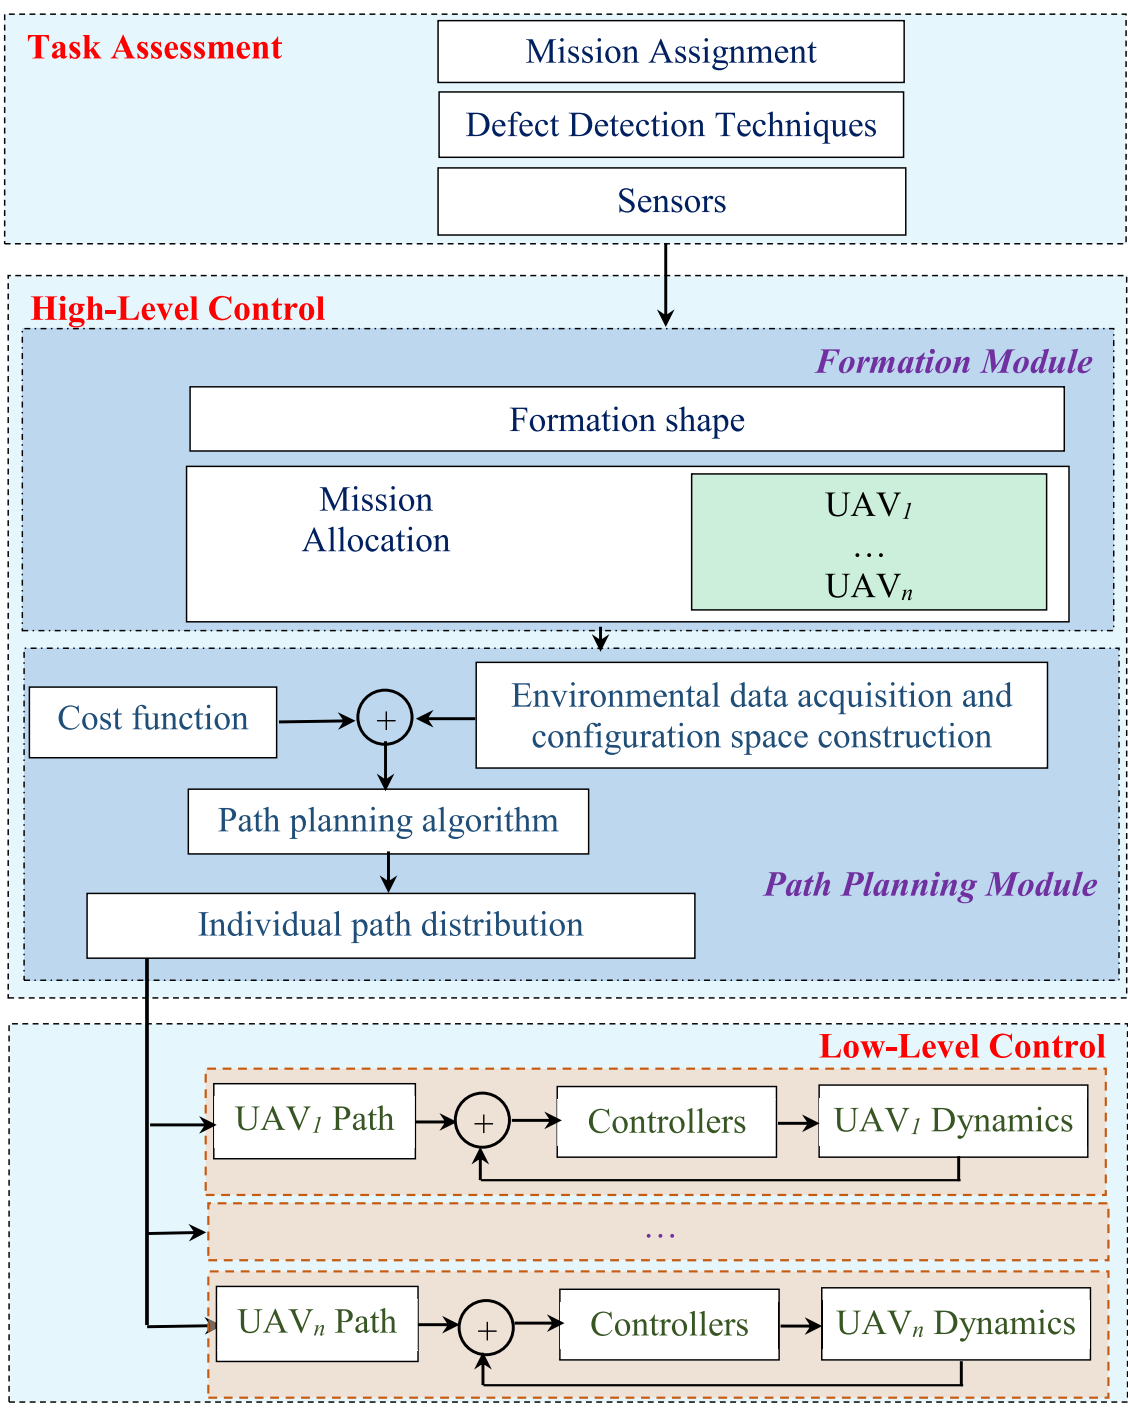 Task Assessment
Mission Assignment
Defect Detection Techniques
Sensors
High-Level Control
Formation Module
Formation shape
Mission
Allocation
UAV1
...
UAVn
Cost function
+
Environmental data acquisition and
configuration space construction
Path planning algorithm
Path Planning Module
Individual path distribution
Low-Level Control
UAV1 Path
+
Controllers
UAV1 Dynamics
...
UAVn Path
+
Controllers
UAVn Dynamics